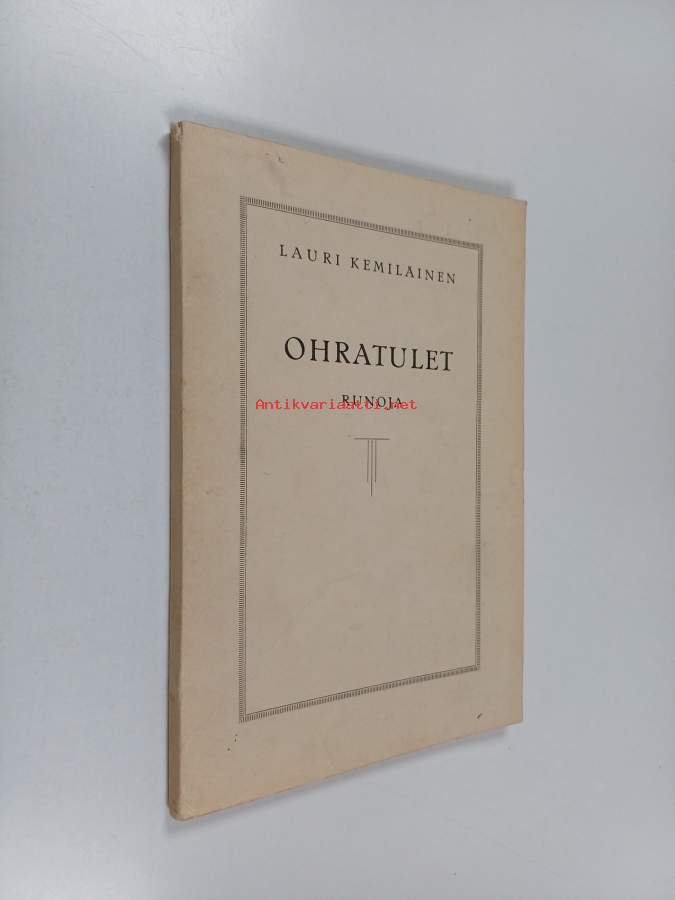 LAURI KEMILÄINEN
OHRATULET
RUNOJA
Antikvariaatti.net